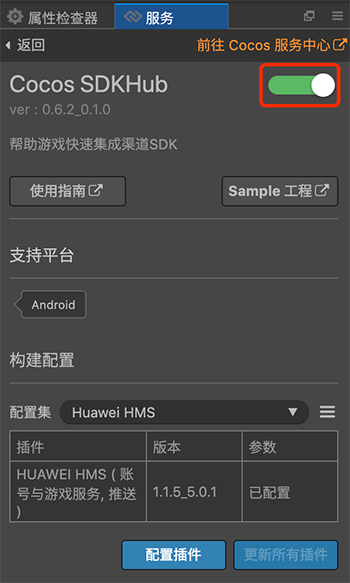 属性检查器 服务
返回 前往 Cocos 服务中心
Cocos SDKHub
ver : 0.6.2_0.1.0
帮助游戏快速集成渠道SDK
使用指南 Sample 工程
支持平台
Android
构建配置
配置集 Huawei HMS
插件 版本 参数
HUAWEI HMS ( 账
号与游戏服务, 推送 1.1.5_5.0.1 已配置
)
配置插件 更新所有插件